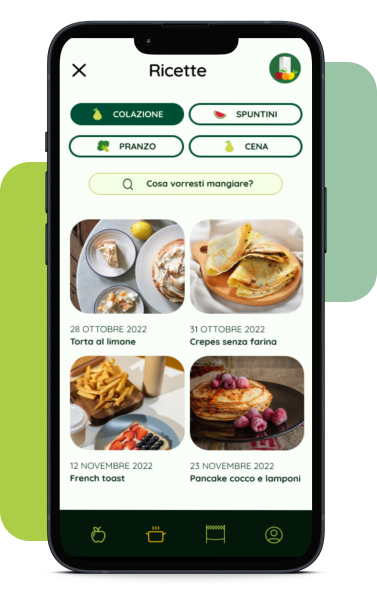 Ricette
COLAZIONE
SPUNTINI
PRANZO
CENA
Cosa vorresti mangiare?
28 OTTOBRE 2022
Torta al limone
31 OTTOBRE 2022
Crepes senza farina
12 NOVEMBRE 2022
French toast
23 NOVEMBRE 2022
Pancake cocco e lamponi